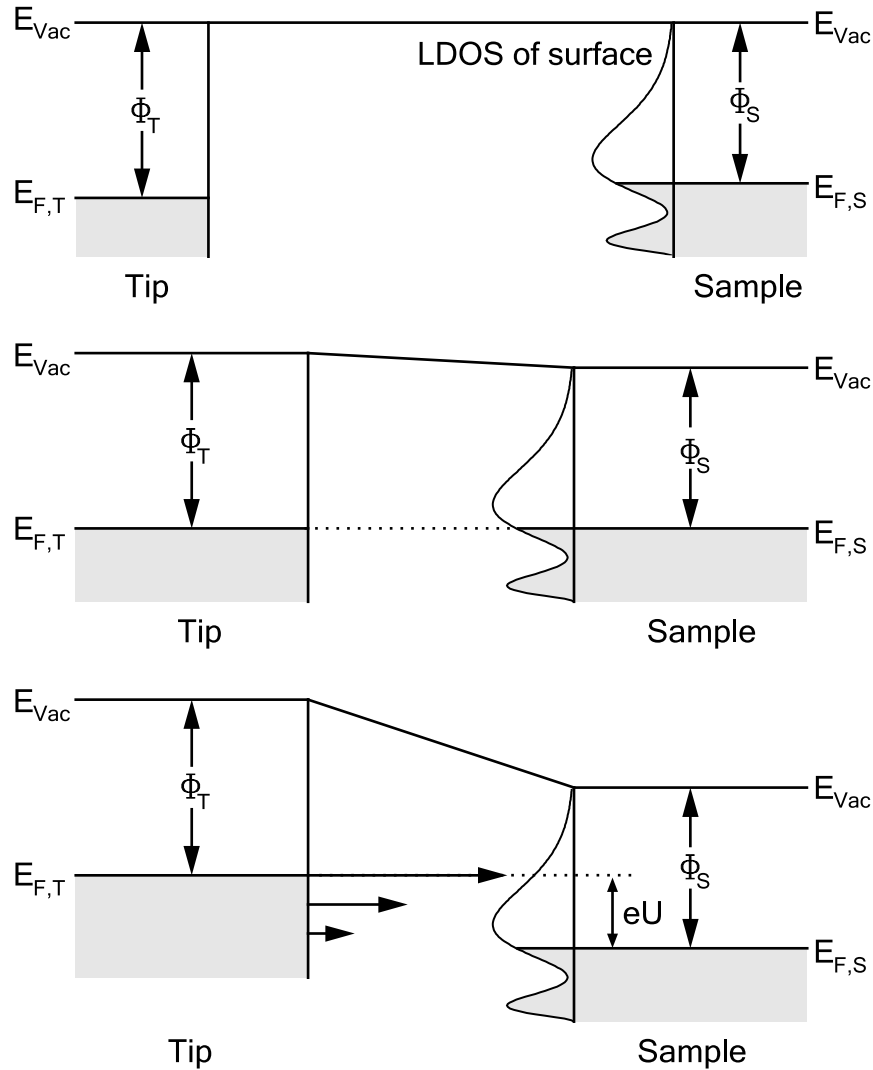 E_Vac E_Vac
LDOS of surface
Φ_T Φ_S
E_F,T E_F,S
Tip Sample
E_Vac E_Vac
Φ_T Φ_S
E_F,T E_F,S
Tip Sample
E_Vac
Φ_T E_Vac
E_F,T Φ_S
eU
E_F,S
Tip Sample